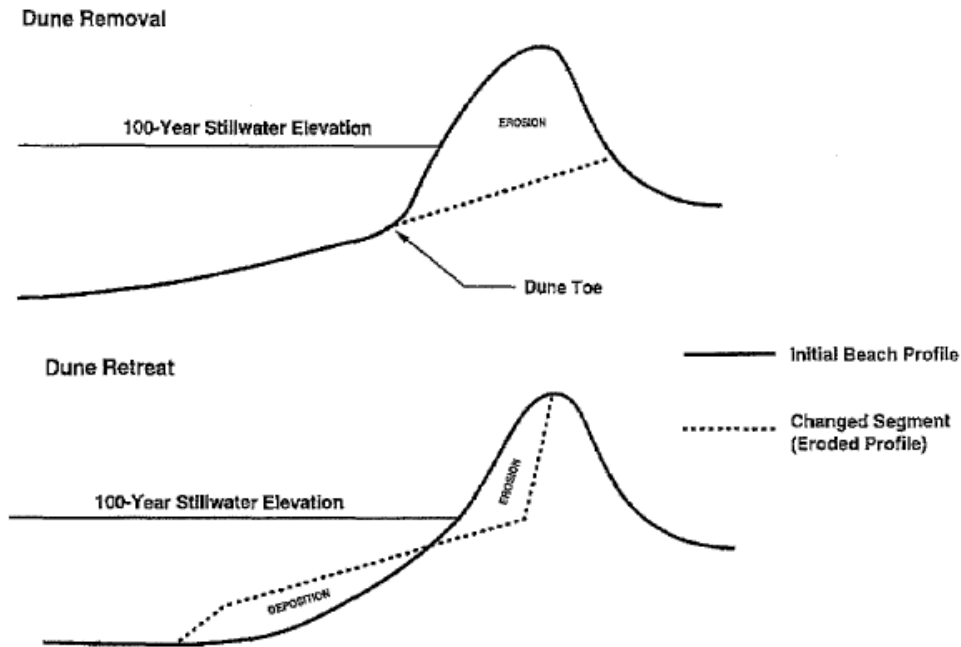 Dune Removal
100-Year Stillwater Elevation
EROSION
Dune Toe
Dune Retreat
Initial Beach Profile
Changed Segment
(Eroded Profile)
EROSION
100-Year Stillwater Elevation
DEPOSITION